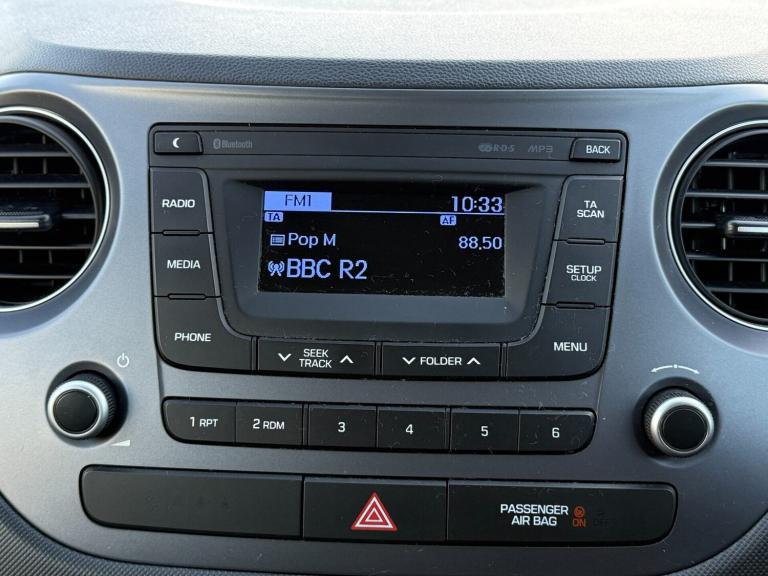 Bluetooth
R·D·S MP3
BACK
RADIO
FM1
10:33
TA
SCAN
TA
AF
Pop M
88.50
MEDIA
BBC R2
SETUP
CLOCK
PHONE
SEEK
TRACK
FOLDER
MENU
1 RPT
2 RDM
3
4
5
6
PASSENGER
AIR BAG
ON
OFF